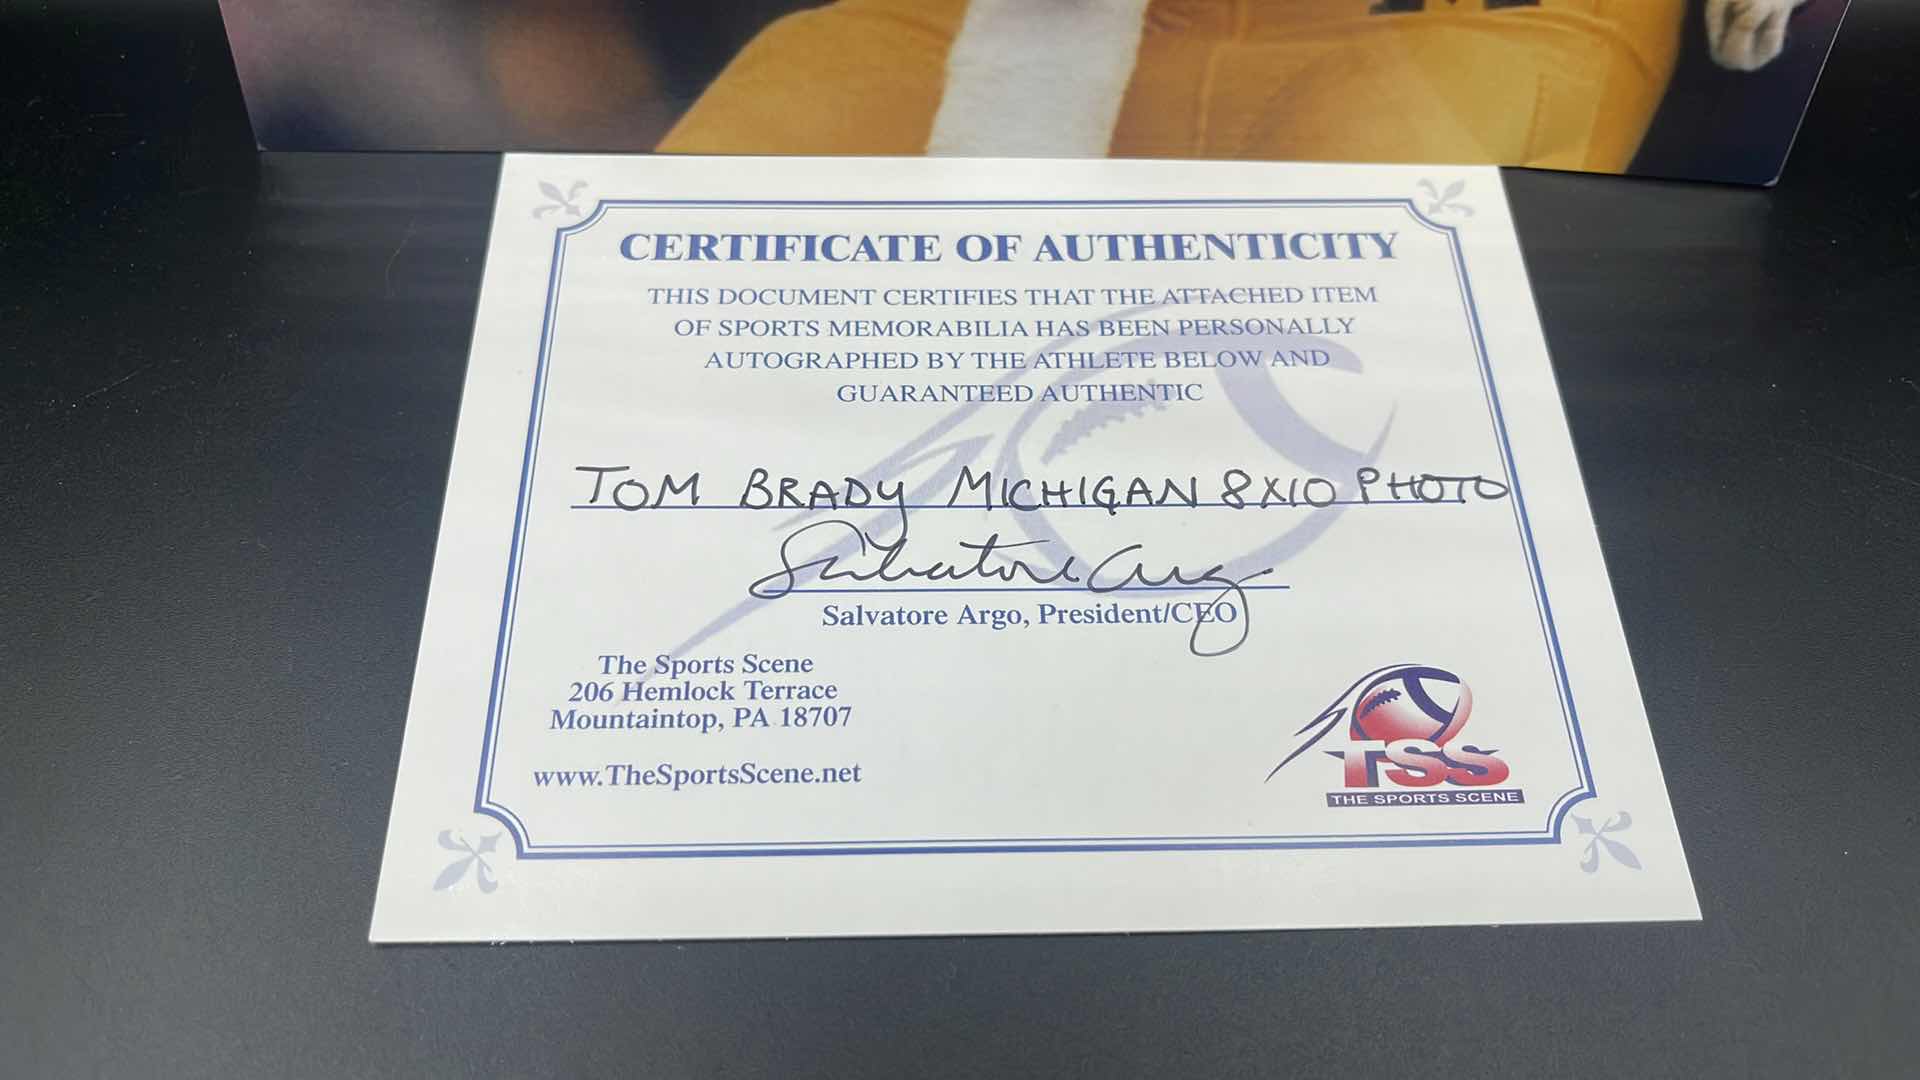 CERTIFICATE OF AUTHENTICITY
THIS DOCUMENT CERTIFIES THAT THE ATTACHED ITEM
OF SPORTS MEMORABILIA HAS BEEN PERSONALLY
AUTOGRAPHED BY THE ATHLETE BELOW AND
GUARANTEED AUTHENTIC
TOM BRADY MICHIGAN 8X10 PHOTO
Salvatore Argo
Salvatore Argo, President/CEO
The Sports Scene
206 Hemlock Terrace
Mountaintop, PA 18707
www.TheSportsScene.net
TSS
THE SPORTS SCENE